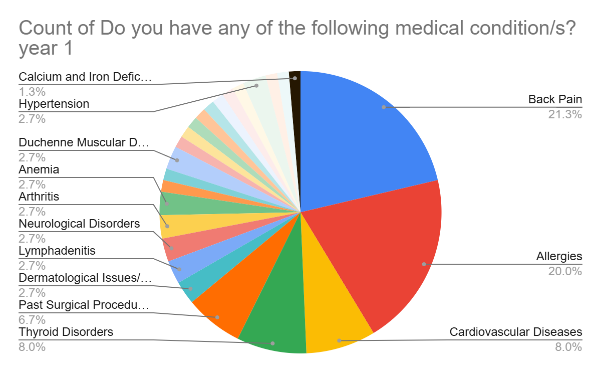 Count of Do you have any of the following medical condition/s?
year 1
Calcium and Iron Defic…
1.3%
Hypertension
2.7%
Duchenne Muscular D…
2.7%
Anemia
2.7%
Arthritis
2.7%
Neurological Disorders
2.7%
Lymphadenitis
2.7%
Dermatological Issues/…
2.7%
Past Surgical Procedu…
6.7%
Thyroid Disorders
8.0%
Back Pain
21.3%
Allergies
20.0%
Cardiovascular Diseases
8.0%